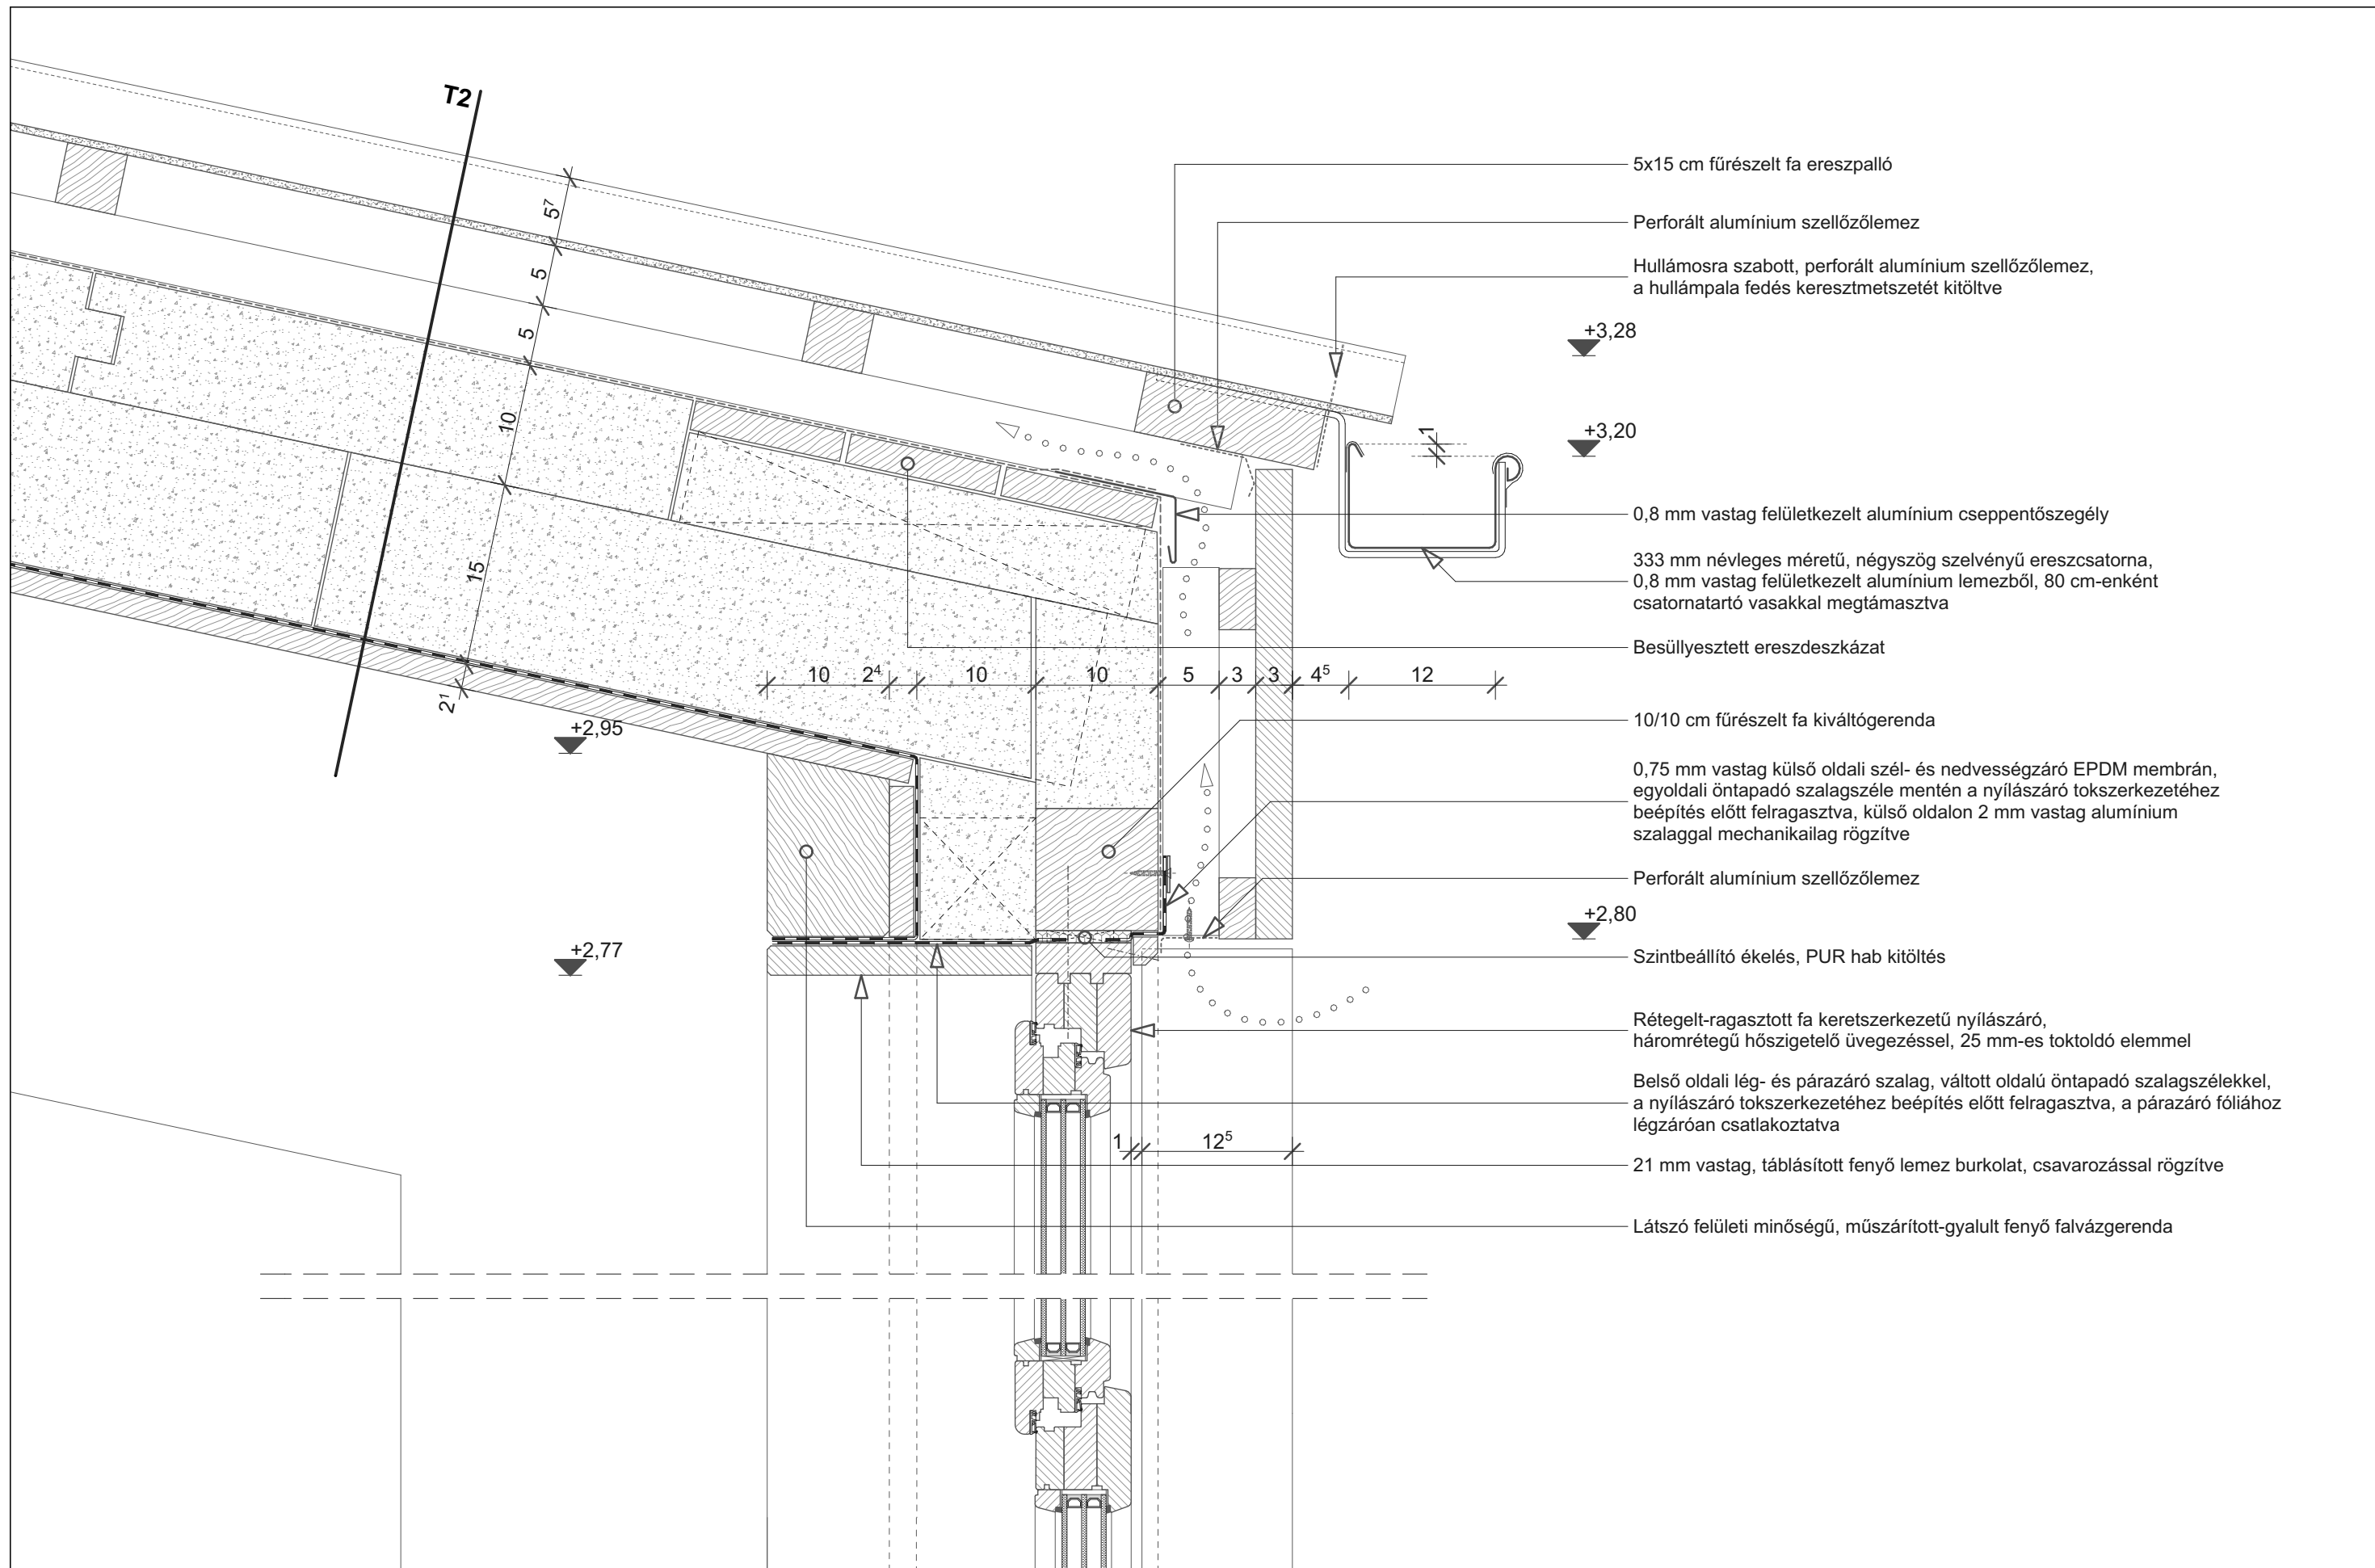 T2
5⁷
5
5
10
15
2¹
5x15 cm fűrészelt fa ereszpalló
Perforált alumínium szellőzőlemez
Hullámosra szabott, perforált alumínium szellőzőlemez,
a hullámpala fedés keresztmetszetét kitöltve
+3,28
+3,20
1
0,8 mm vastag felületkezelt alumínium cseppentőszegély
333 mm névleges méretű, négyszög szelvényű ereszcsatorna,
0,8 mm vastag felületkezelt alumínium lemezből, 80 cm-enként
csatornatartó vasakkal megtámasztva
Besüllyesztett ereszdeszkázat
10 2⁴ 10 10 5 3 3 4⁵ 12
10/10 cm fűrészelt fa kiváltógerenda
+2,95
0,75 mm vastag külső oldali szél- és nedvességzáró EPDM membrán,
egyoldali öntapadó szalagszéle mentén a nyílászáró tokszerkezetéhez
beépítés előtt felragasztva, külső oldalon 2 mm vastag alumínium
szalaggal mechanikailag rögzítve
Perforált alumínium szellőzőlemez
+2,80
+2,77
Szintbeállító ékelés, PUR hab kitöltés
Rétegelt-ragasztott fa keretszerkezetű nyílászáró,
háromrétegű hőszigetelő üvegezéssel, 25 mm-es toktoldó elemmel
Belső oldali lég- és párazáró szalag, váltott oldalú öntapadó szalagszélekkel,
a nyílászáró tokszerkezetéhez beépítés előtt felragasztva, a párazáró fóliához
légzáróan csatlakoztatva
1 12⁵
21 mm vastag, táblásított fenyő lemez burkolat, csavarozással rögzítve
Látszó felületi minőségű, műszárított-gyalult fenyő falvázgerenda